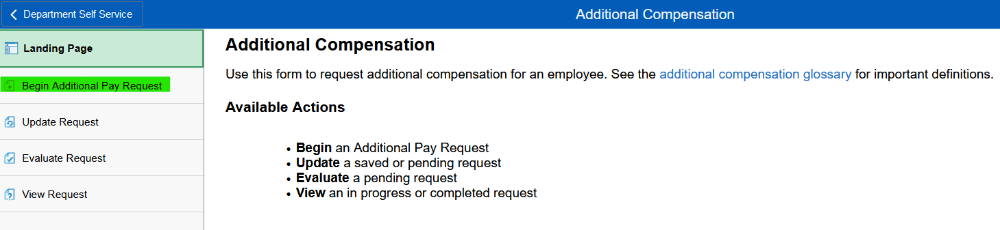 Department Self Service
Additional Compensation
Landing Page
Begin Additional Pay Request
Update Request
Evaluate Request
View Request
Additional Compensation
Use this form to request additional compensation for an employee. See the additional compensation glossary for important definitions.
Available Actions
• Begin an Additional Pay Request
• Update a saved or pending request
• Evaluate a pending request
• View an in progress or completed request